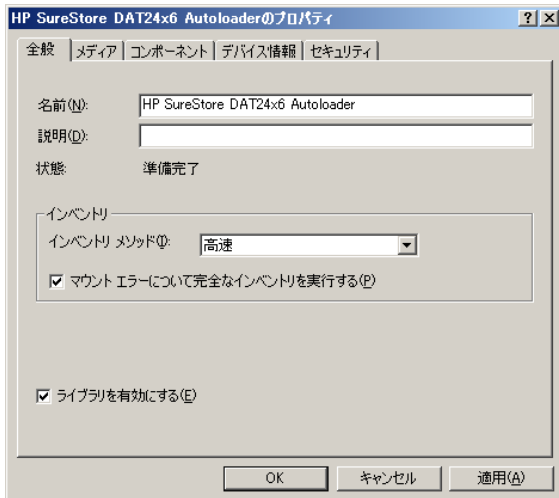 HP SureStore DAT24x6 Autoloaderのプロパティ
全般 メディア コンポーネント デバイス情報 セキュリティ
名前(N): HP SureStore DAT24x6 Autoloader
説明(D):
状態: 準備完了
インベントリ
インベントリ メソッド(I): 高速
マウント エラーについて完全なインベントリを実行する(P)
ライブラリを有効にする(E)
OK キャンセル 適用(A)